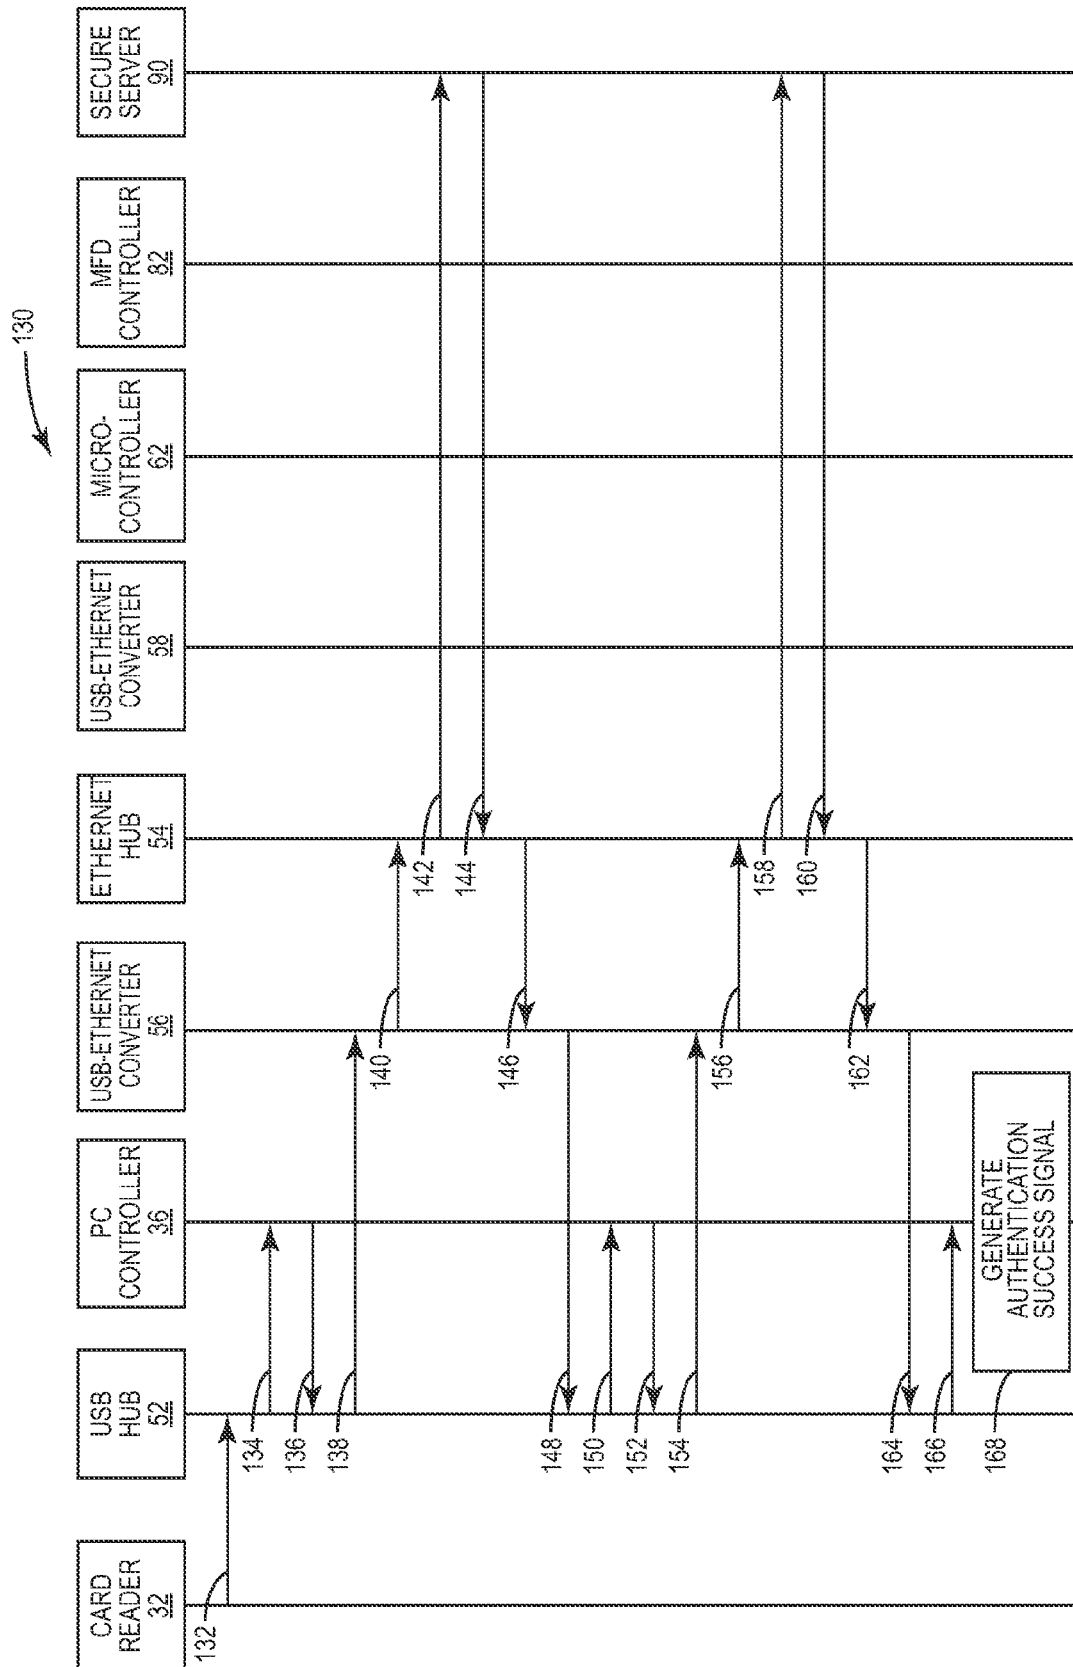 130
CARD
READER
32
USB
HUB
52
PC
CONTROLLER
36
USB-ETHERNET
CONVERTER
56
ETHERNET
HUB
54
USB-ETHERNET
CONVERTER
58
MICRO-
CONTROLLER
62
MFD
CONTROLLER
82
SECURE
SERVER
90
132
134
136
138
140
142
144
146
148
150
152
154
156
158
160
162
164
166
168
GENERATE
AUTHENTICATION
SUCCESS SIGNAL